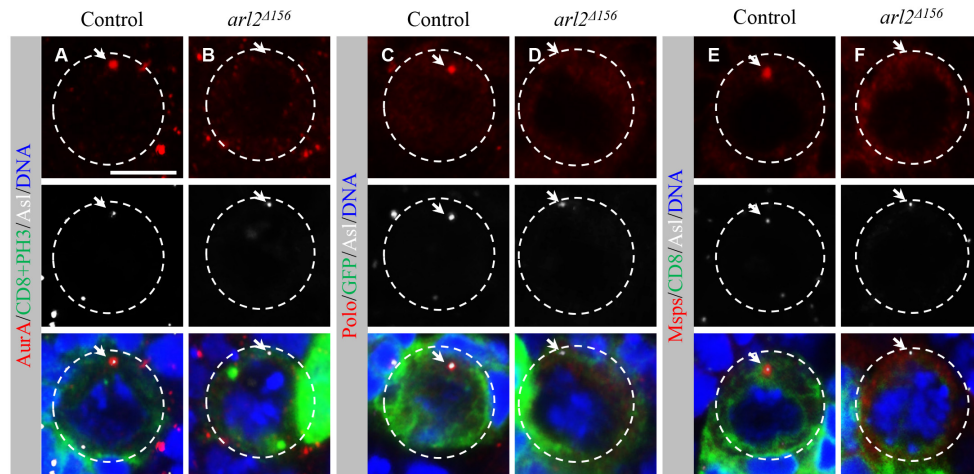 Control
arl2Δ156
Control
arl2Δ156
Control
arl2Δ156
A
B
C
D
E
F
AurA/CD8+PH3/Asl/DNA
Polo/GFP/Asl/DNA
Msps/CD8/Asl/DNA